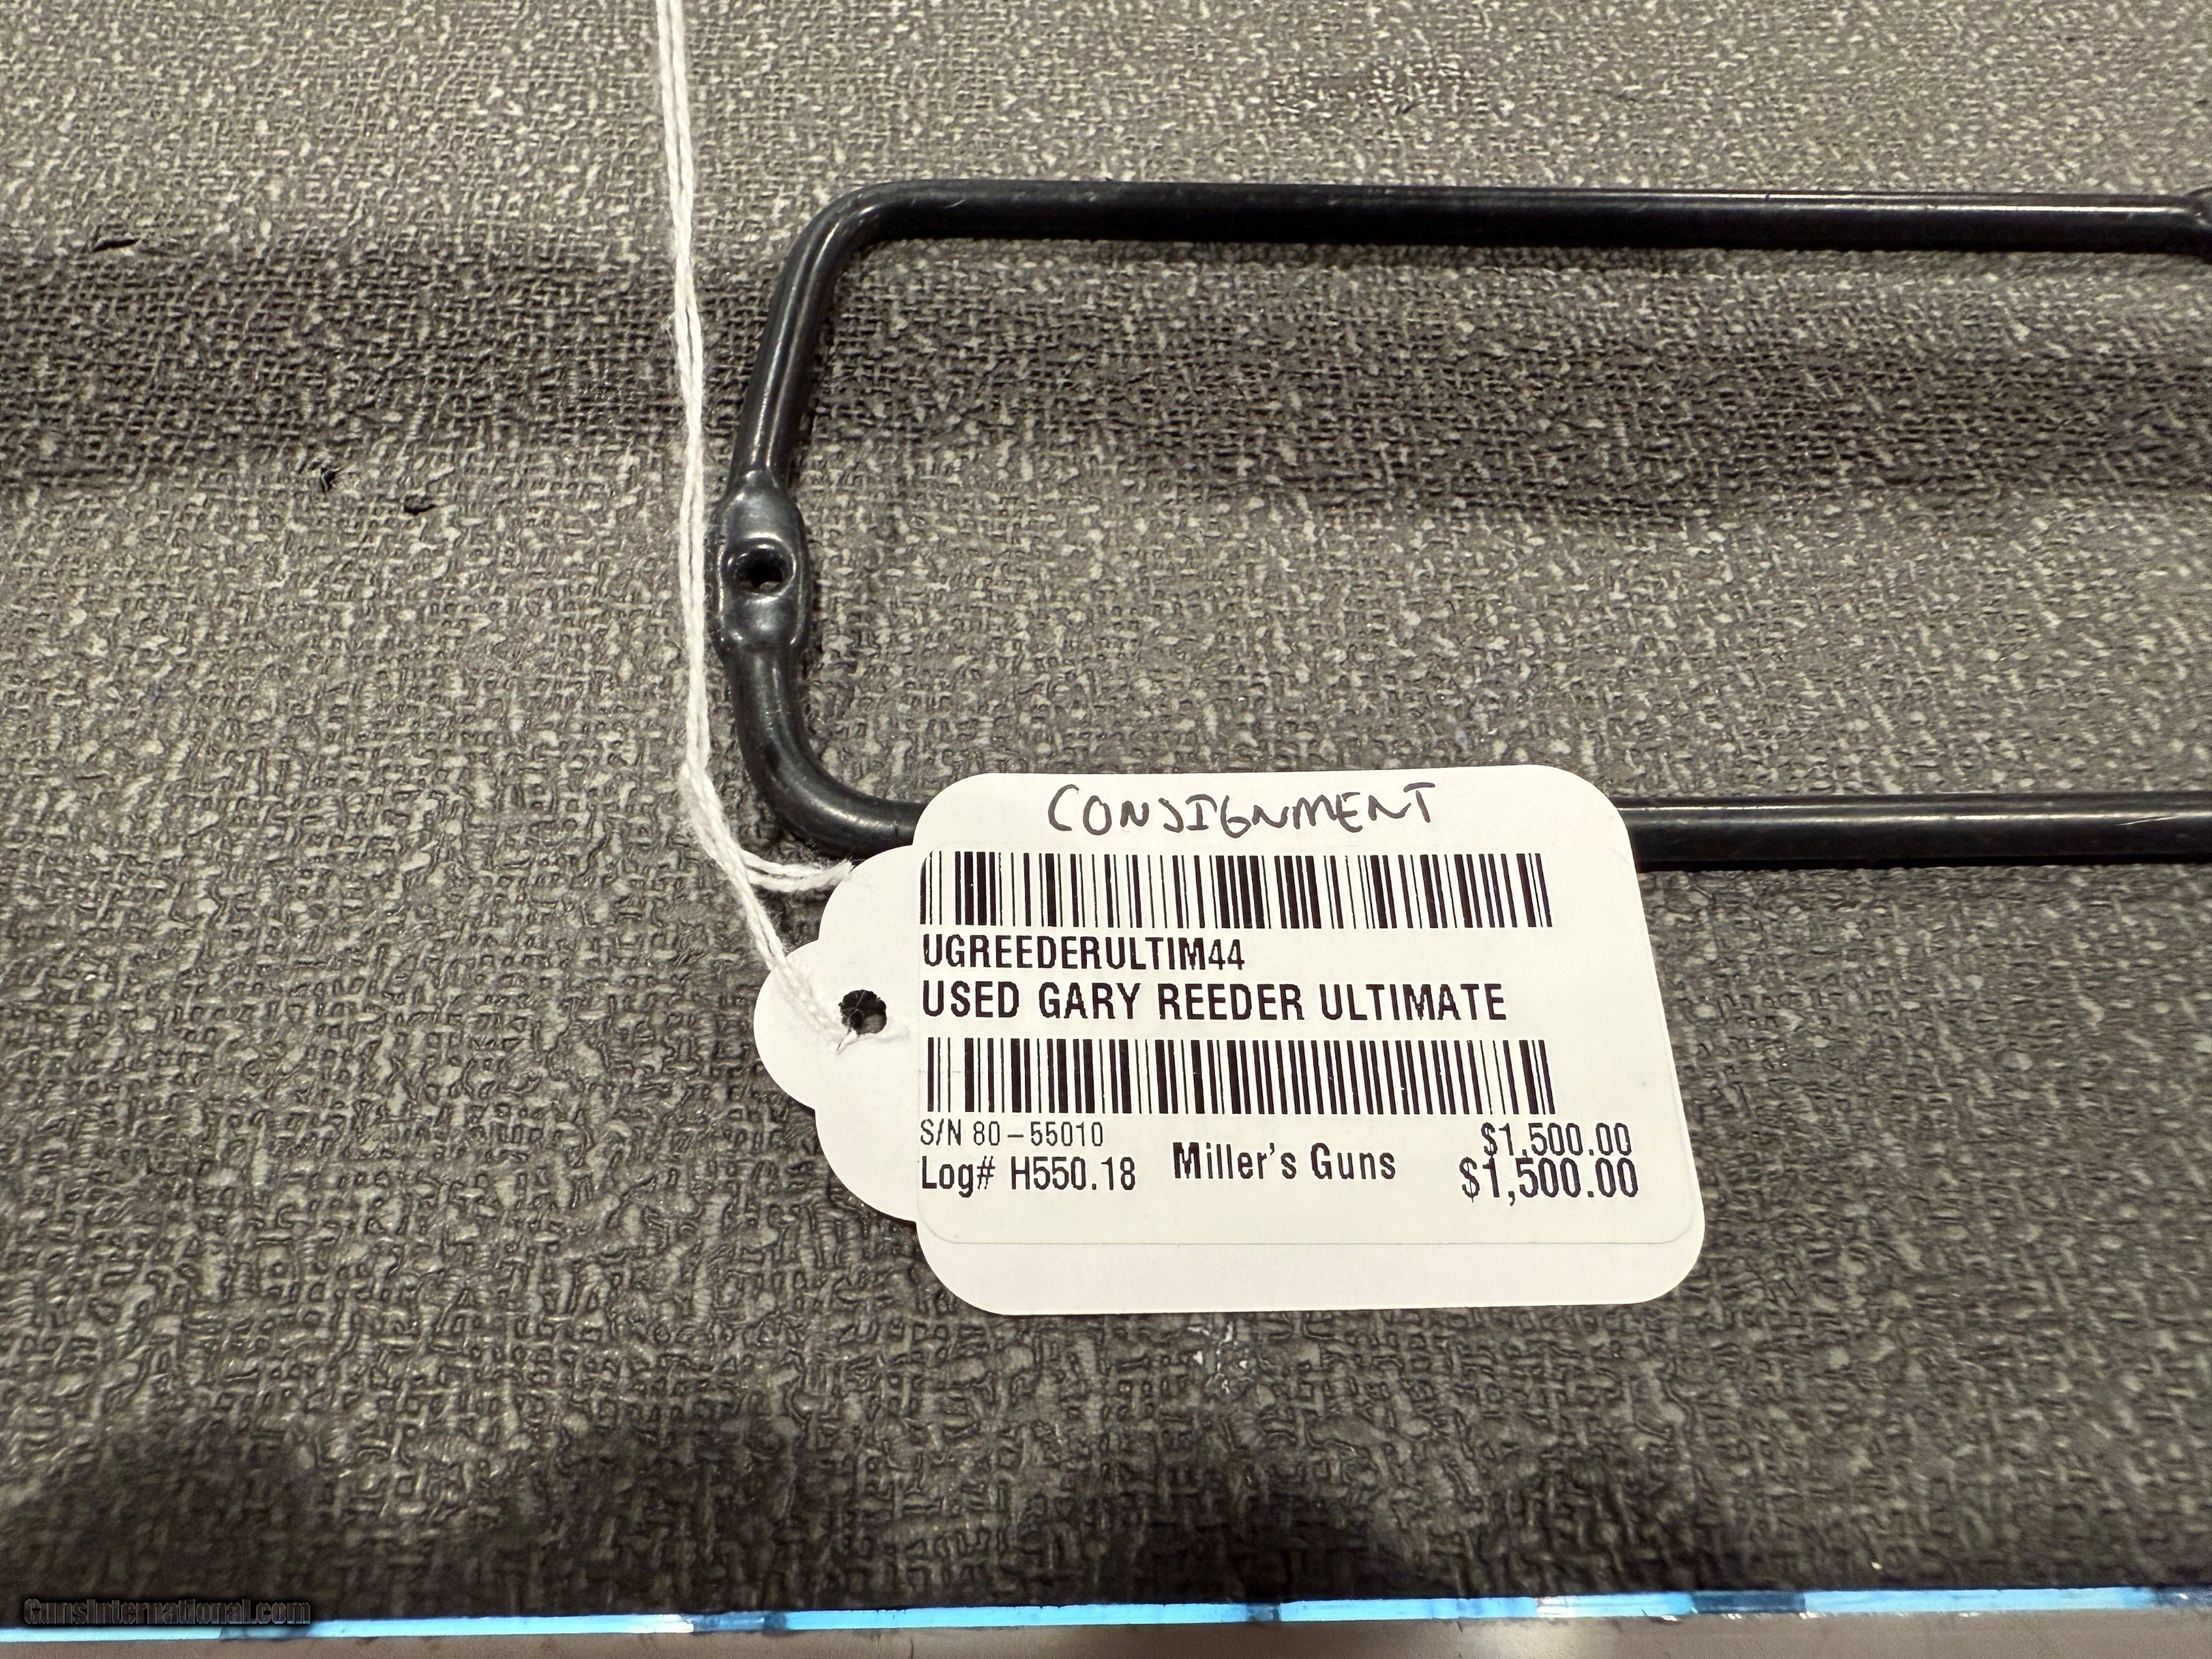 CONSIGNMENT
UGREEDERULTIM44
USED GARY REEDER ULTIMATE
S/N 80-55010
$1,500.00
Log# H550.18
Miller's Guns
$1,500.00
GunsInternational.com